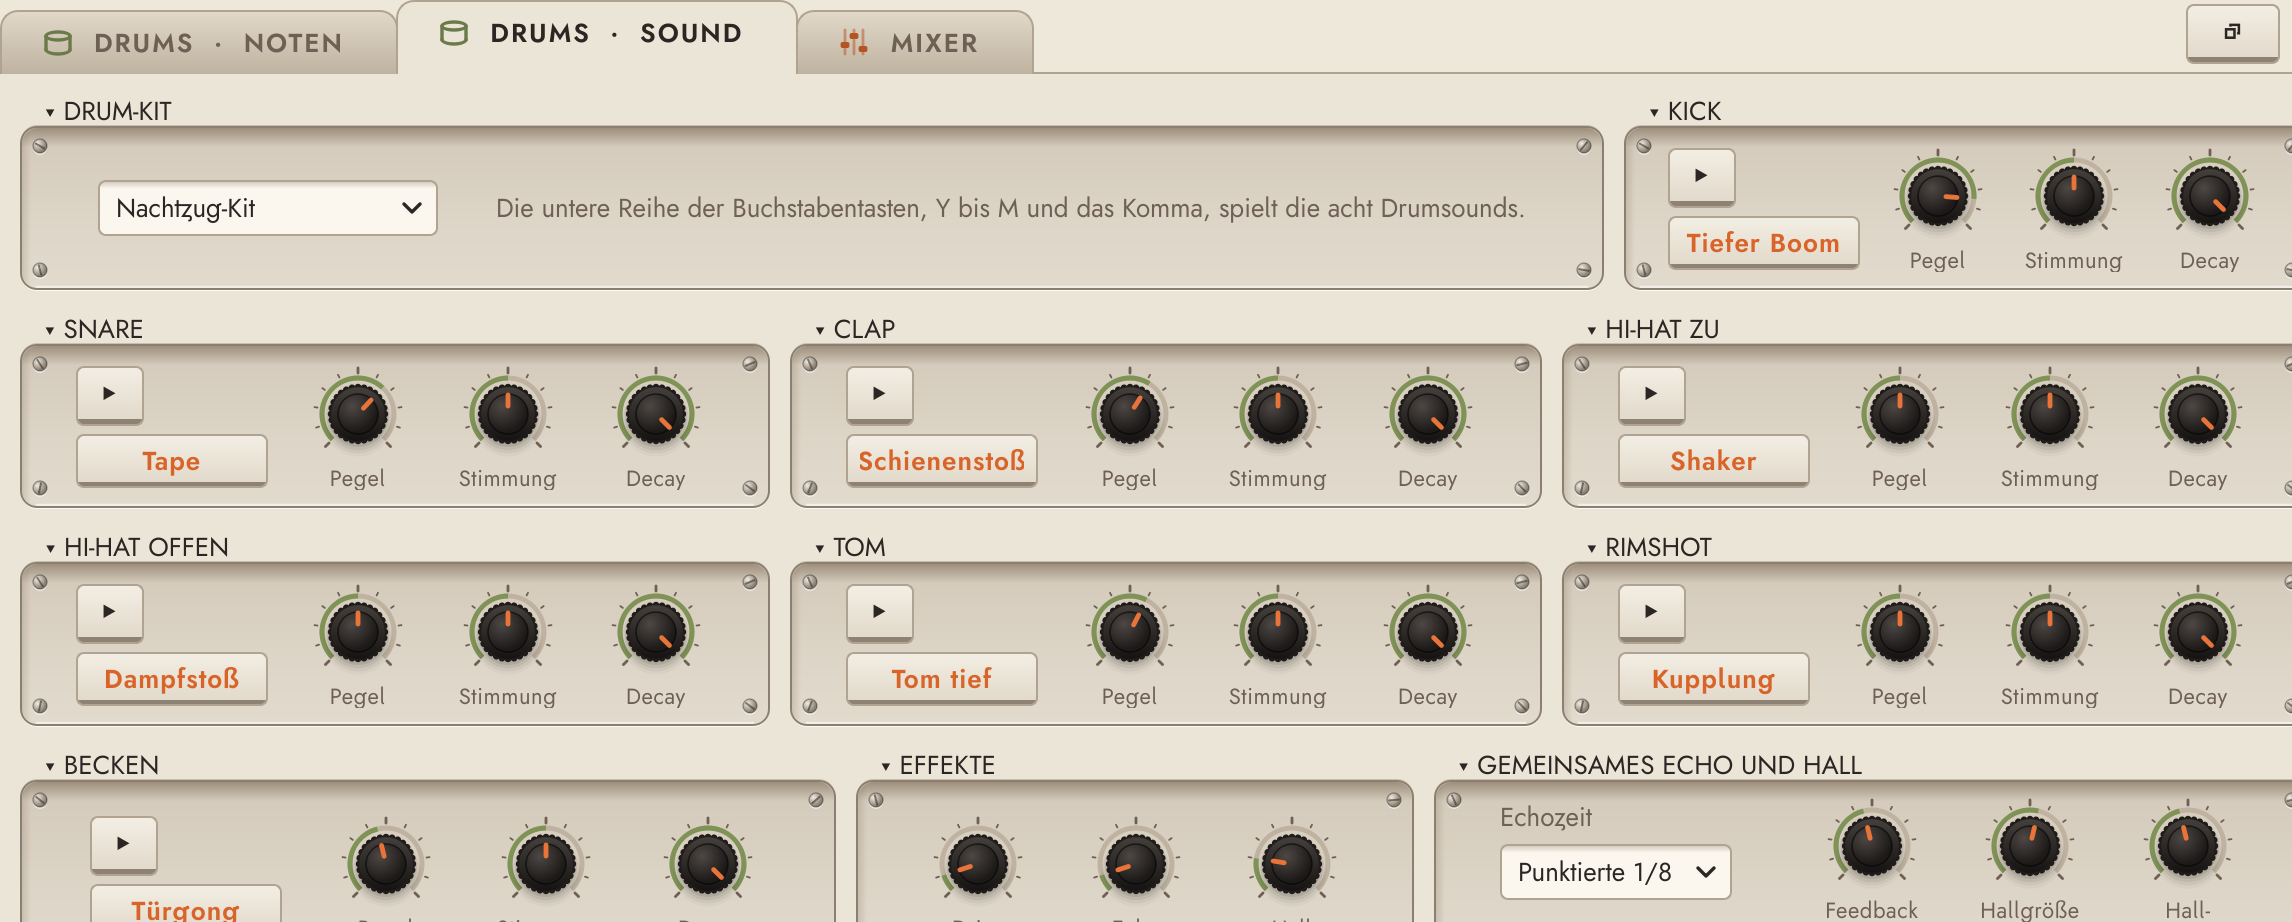 DRUMS · NOTEN
DRUMS · SOUND
MIXER
DRUM-KIT
KICK
Nachtzug-Kit
Die untere Reihe der Buchstabentasten, Y bis M und das Komma, spielt die acht Drumsounds.
Tiefer Boom
Pegel
Stimmung
Decay
SNARE
CLAP
HI-HAT ZU
Tape
Pegel
Stimmung
Decay
Schienenstoß
Pegel
Stimmung
Decay
Shaker
Pegel
Stimmung
Decay
HI-HAT OFFEN
TOM
RIMSHOT
Dampfstoß
Pegel
Stimmung
Decay
Tom tief
Pegel
Stimmung
Decay
Kupplung
Pegel
Stimmung
Decay
BECKEN
EFFEKTE
GEMEINSAMES ECHO UND HALL
Echozeit
Punktierte 1/8
Türgong
Feedback
Hallgröße
Hall-